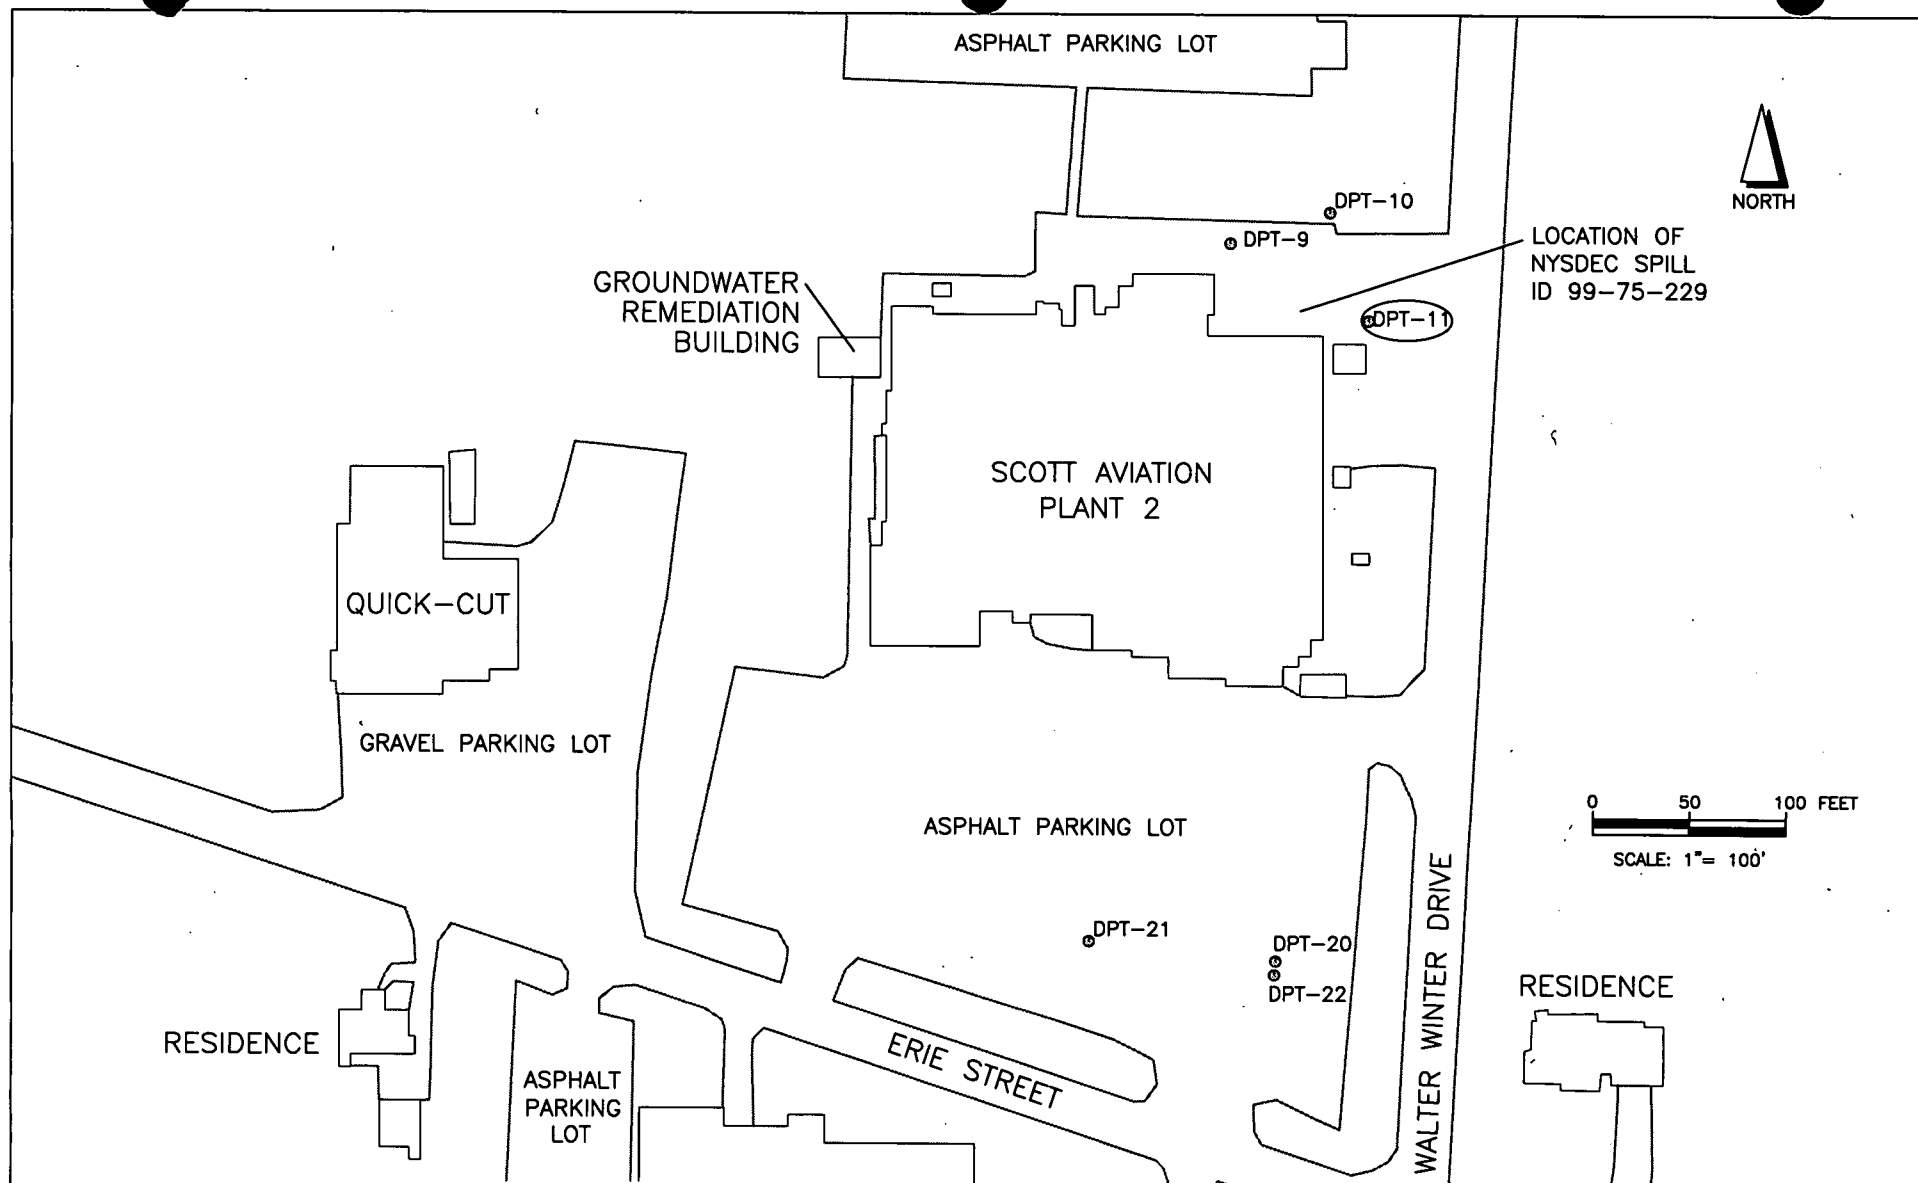 ASPHALT PARKING LOT
NORTH
DPT-10
DPT-9
LOCATION OF
NYSDEC SPILL
ID 99-75-229
GROUNDWATER
REMEDIATION
BUILDING
DPT-11
SCOTT AVIATION
PLANT 2
QUICK-CUT
GRAVEL PARKING LOT
0 50 100 FEET
SCALE: 1"= 100'
ASPHALT PARKING LOT
DPT-21
DPT-20
DPT-22
WALTER WINTER DRIVE
RESIDENCE
RESIDENCE
ERIE STREET
ASPHALT
PARKING
LOT